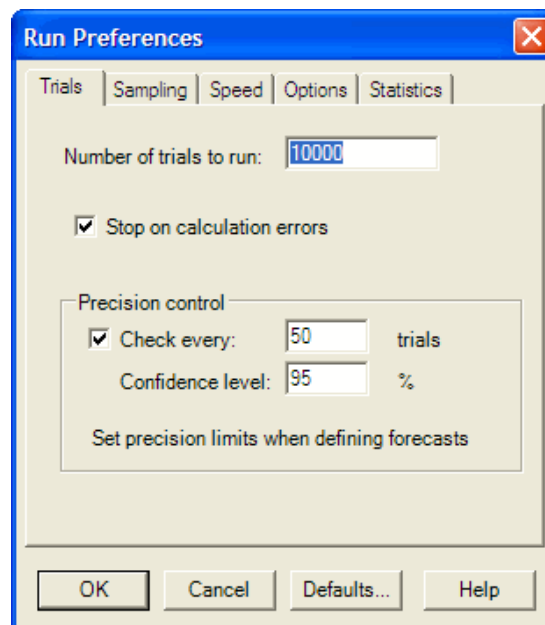 Run Preferences
Trials Sampling Speed Options Statistics
Number of trials to run: 10000
Stop on calculation errors
Precision control
Check every: 50 trials
Confidence level: 95 %
Set precision limits when defining forecasts
OK Cancel Defaults... Help